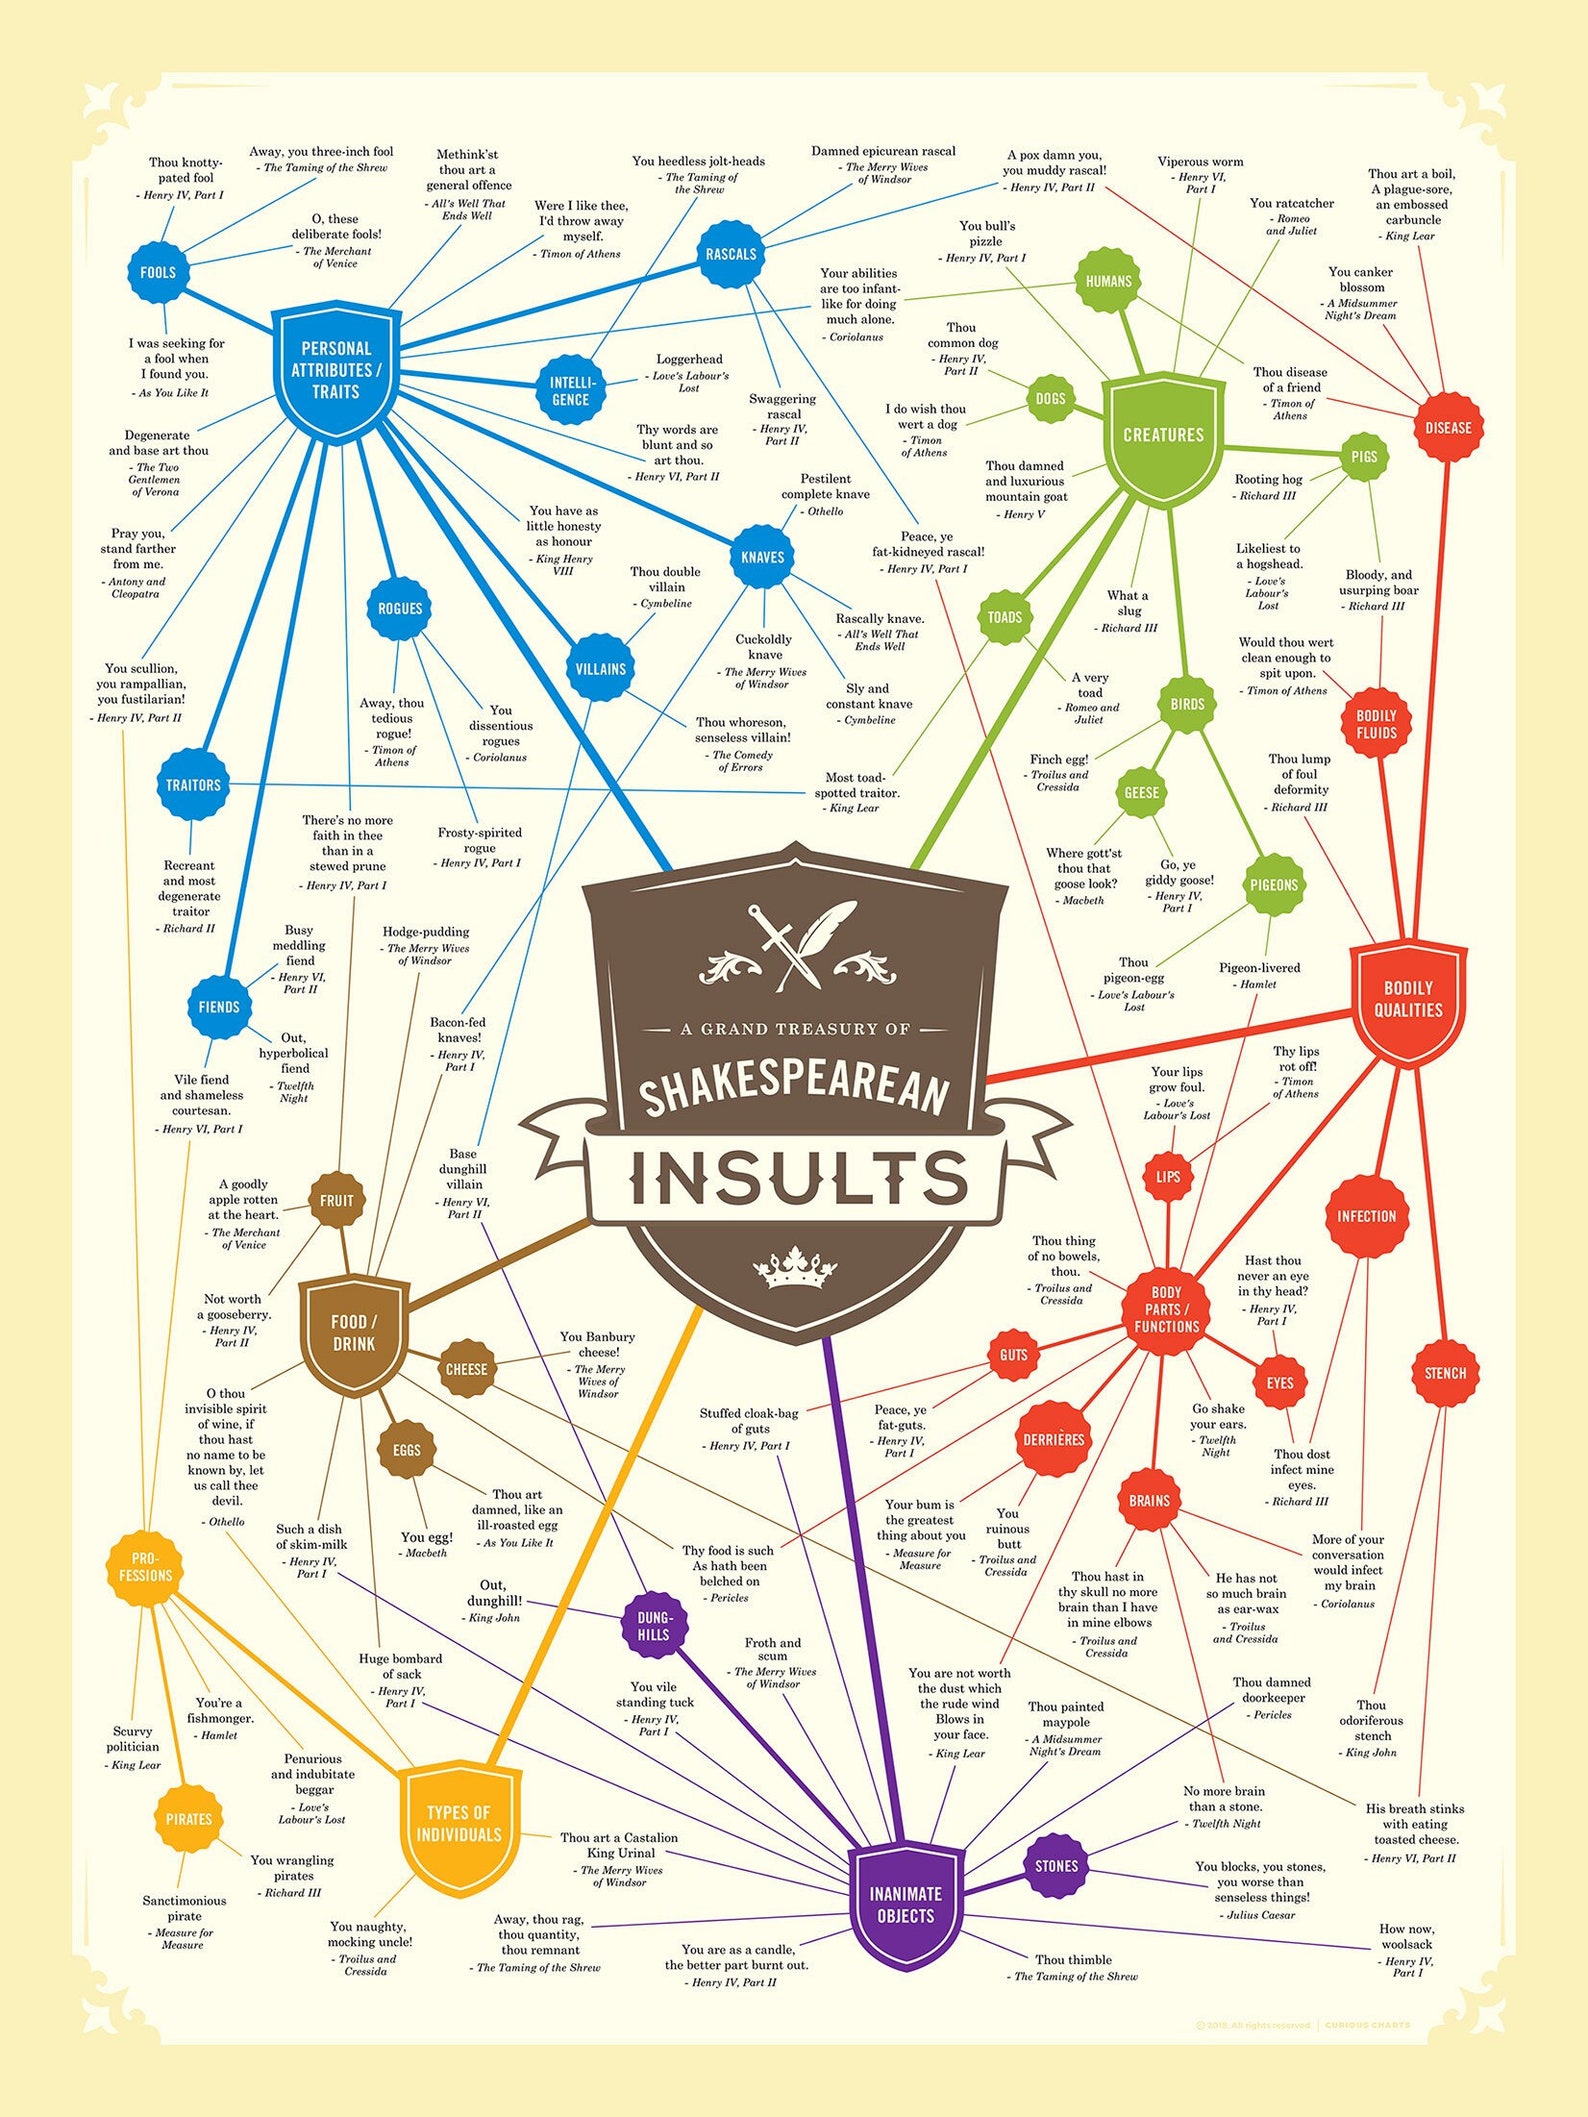 Thou knotty-
pated fool
- Henry IV, Part I
Away, you three-inch fool
- The Taming of the Shrew
Methink'st
thou art a
general offence
- All's Well That
Ends Well
Were I like thee,
I'd throw away
myself.
- Timon of Athens
O, these
deliberate fools!
- The Merchant
of Venice
FOOLS
I was seeking for
a fool when
I found you.
- As You Like It
PERSONAL
ATTRIBUTES /
TRAITS
You heedless jolt-heads
- The Taming of
the Shrew
Damned epicurean rascal
- The Merry Wives
of Windsor
A pox damn you,
you muddy rascal!
- Henry IV, Part II
RASCALS
Your abilities
are too infant-
like for doing
much alone.
- Coriolanus
INTELLI-
GENCE
Loggerhead
- Love's Labour's
Lost
Swaggering
rascal
- Henry IV,
Part II
Thy words are
blunt and so
art thou.
- Henry VI, Part II
Degenerate
and base art thou
- The Two
Gentlemen
of Verona
Pray you,
stand farther
from me.
- Antony and
Cleopatra
You have as
little honesty
as honour
- King Henry
VIII
Pestilent
complete knave
- Othello
KNAVES
Peace, ye
fat-kidneyed rascal!
- Henry IV, Part I
Thou double
villain
- Cymbeline
ROGUES
VILLAINS
Cuckoldly
knave
- The Merry Wives
of Windsor
Rascally knave.
- All's Well That
Ends Well
Sly and
constant knave
- Cymbeline
You scullion,
you rampallian,
you fustilarian!
- Henry IV, Part II
Away, thou
tedious
rogue!
- Timon of
Athens
You
dissentious
rogues
- Coriolanus
Thou whoreson,
senseless villain!
- The Comedy
of Errors
TRAITORS
Most toad-
spotted traitor.
- King Lear
There's no more
faith in thee
than in a
stewed prune
- Henry IV, Part I
Frosty-spirited
rogue
- Henry IV, Part I
Recreant
and most
degenerate
traitor
- Richard II
Busy
meddling
fiend
- Henry VI,
Part II
FIENDS
Out,
hyperbolical
fiend
- Twelfth
Night
Vile fiend
and shameless
courtesan.
- Henry VI, Part I
Viperous worm
- Henry VI,
Part I
You ratcatcher
- Romeo
and Juliet
You bull's
pizzle
- Henry IV, Part I
HUMANS
Thou
common dog
- Henry IV,
Part II
DOGS
I do wish thou
wert a dog
- Timon
of Athens
CREATURES
Thou damned
and luxurious
mountain goat
- Henry V
Thou disease
of a friend
- Timon of
Athens
PIGS
Rooting hog
- Richard III
Likeliest to
a hogshead.
- Love's
Labour's
Lost
Bloody, and
usurping boar
- Richard III
TOADS
What a
slug
- Richard III
A very
toad
- Romeo and
Juliet
BIRDS
Finch egg!
- Troilus and
Cressida
GEESE
Where gott'st
thou that
goose look?
- Macbeth
Go, ye
giddy goose!
- Henry IV,
Part I
PIGEONS
Thou
pigeon-egg
- Love's Labour's
Lost
Pigeon-livered
- Hamlet
Thou art a boil,
A plague-sore,
an embossed
carbuncle
- King Lear
You canker
blossom
- A Midsummer
Night's Dream
DISEASE
Would thou wert
clean enough to
spit upon.
- Timon of Athens
BODILY
FLUIDS
Thou lump
of foul
deformity
- Richard III
BODILY
QUALITIES
A GRAND TREASURY OF
SHAKESPEAREAN
INSULTS
Your lips
grow foul.
- Love's
Labour's Lost
Thy lips
rot off!
- Timon
of Athens
LIPS
INFECTION
Thou thing
of no bowels,
thou.
- Troilus and
Cressida
BODY
PARTS /
FUNCTIONS
Hast thou
never an eye
in thy head?
- Henry IV,
Part I
GUTS
EYES
STENCH
Stuffed cloak-bag
of guts
- Henry IV, Part I
Peace, ye
fat-guts.
- Henry IV,
Part I
DERRIÈRES
Go shake
your ears.
- Twelfth
Night
Thou dost
infect mine
eyes.
- Richard III
BRAINS
Your bum is
the greatest
thing about you
- Measure for
Measure
You
ruinous
butt
- Troilus and
Cressida
Thou hast in
thy skull no more
brain than I have
in mine elbows
- Troilus and
Cressida
He has not
so much brain
as ear-wax
- Troilus
and Cressida
More of your
conversation
would infect
my brain
- Coriolanus
Thou
odoriferous
stench
- King John
His breath stinks
with eating
toasted cheese.
- Henry VI, Part II
Hodge-pudding
- The Merry Wives
of Windsor
Bacon-fed
knaves!
- Henry IV,
Part I
Base
dunghill
villain
- Henry VI,
Part II
A goodly
apple rotten
at the heart.
- The Merchant
of Venice
FRUIT
Not worth
a gooseberry.
- Henry IV,
Part II
FOOD /
DRINK
CHEESE
You Banbury
cheese!
- The Merry
Wives of
Windsor
O thou
invisible spirit
of wine, if
thou hast
no name to be
known by, let
us call thee
devil.
- Othello
EGGS
Such a dish
of skim-milk
- Henry IV,
Part I
You egg!
- Macbeth
Thou art
damned, like an
ill-roasted egg
- As You Like It
Thy food is such
As hath been
belched on
- Pericles
Huge bombard
of sack
- Henry IV,
Part I
PRO-
FESSIONS
Scurvy
politician
- King Lear
You're a
fishmonger.
- Hamlet
Penurious
and indubitate
beggar
- Love's
Labour's Lost
PIRATES
You wrangling
pirates
- Richard III
Sanctimonious
pirate
- Measure for
Measure
TYPES OF
INDIVIDUALS
You naughty,
mocking uncle!
- Troilus and
Cressida
Thou art a Castalion
King Urinal
- The Merry Wives
of Windsor
Out,
dunghill!
- King John
DUNG-
HILLS
Froth and
scum
- The Merry Wives
of Windsor
You vile
standing tuck
- Henry IV,
Part I
You are not worth
the dust which
the rude wind
Blows in
your face.
- King Lear
Thou painted
maypole
- A Midsummer
Night's Dream
Thou damned
doorkeeper
- Pericles
No more brain
than a stone.
- Twelfth Night
STONES
You blocks, you stones,
you worse than
senseless things!
- Julius Caesar
INANIMATE
OBJECTS
Away, thou rag,
thou quantity,
thou remnant
- The Taming of the Shrew
You are as a candle,
the better part burnt out.
- Henry IV, Part II
Thou thimble
- The Taming of the Shrew
How now,
woolsack
- Henry IV,
Part I
© 2018. All rights reserved. | CURIOUS CHARTS